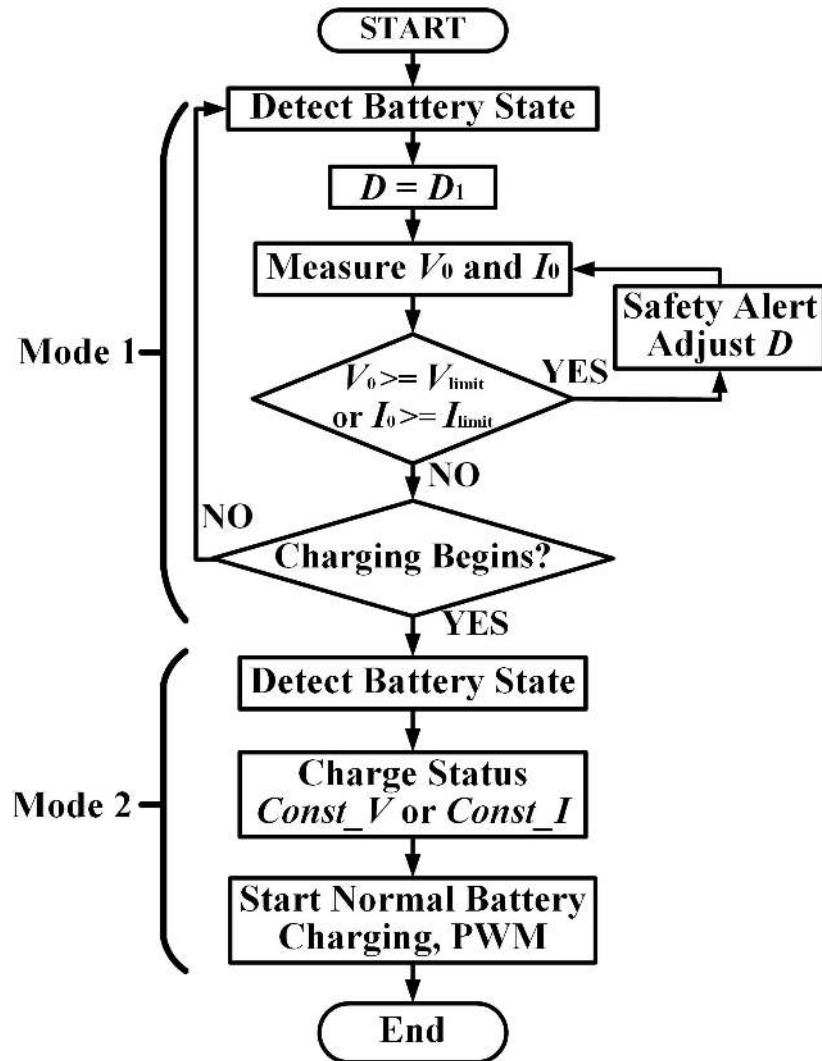 START
Detect Battery State
D = D₁
Measure V₀ and I₀
Safety Alert
Adjust D
Mode 1
V₀ >= Vlimit
or I₀ >= Ilimit
YES
NO
NO
Charging Begins?
YES
Detect Battery State
Mode 2
Charge Status
Const_V or Const_I
Start Normal Battery
Charging, PWM
End